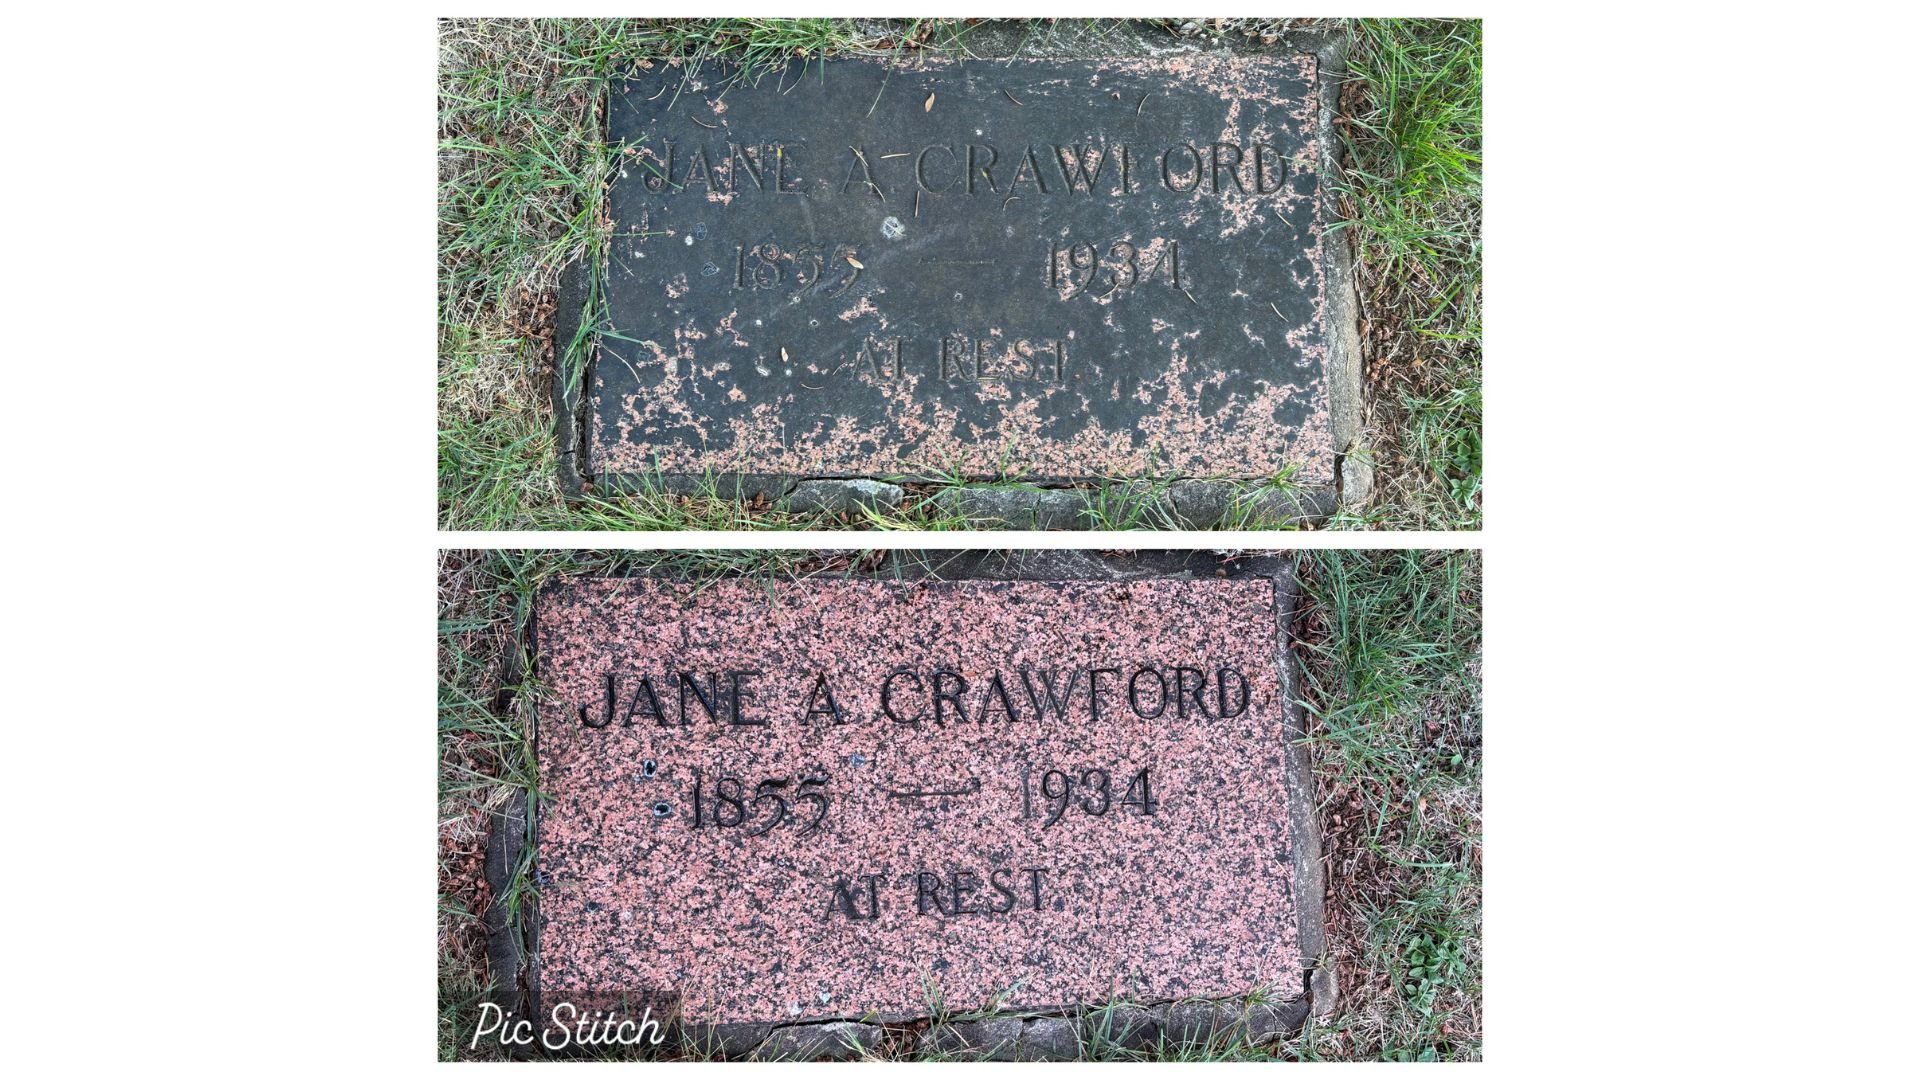 JANE A CRAWFORD
1855 — 1934
AT REST
JANE A CRAWFORD
1855 — 1934
AT REST
Pic Stitch